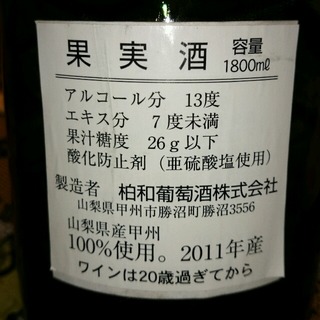 果実酒 容量
1800mℓ
アルコール分 13度
エキス分 7度未満
果汁糖度 26g以下
酸化防止剤（亜硫酸塩使用）
製造者 柏和葡萄酒株式会社
山梨県甲州市勝沼町勝沼3556
山梨県産甲州
100%使用。2011年産
ワインは20歳過ぎてから